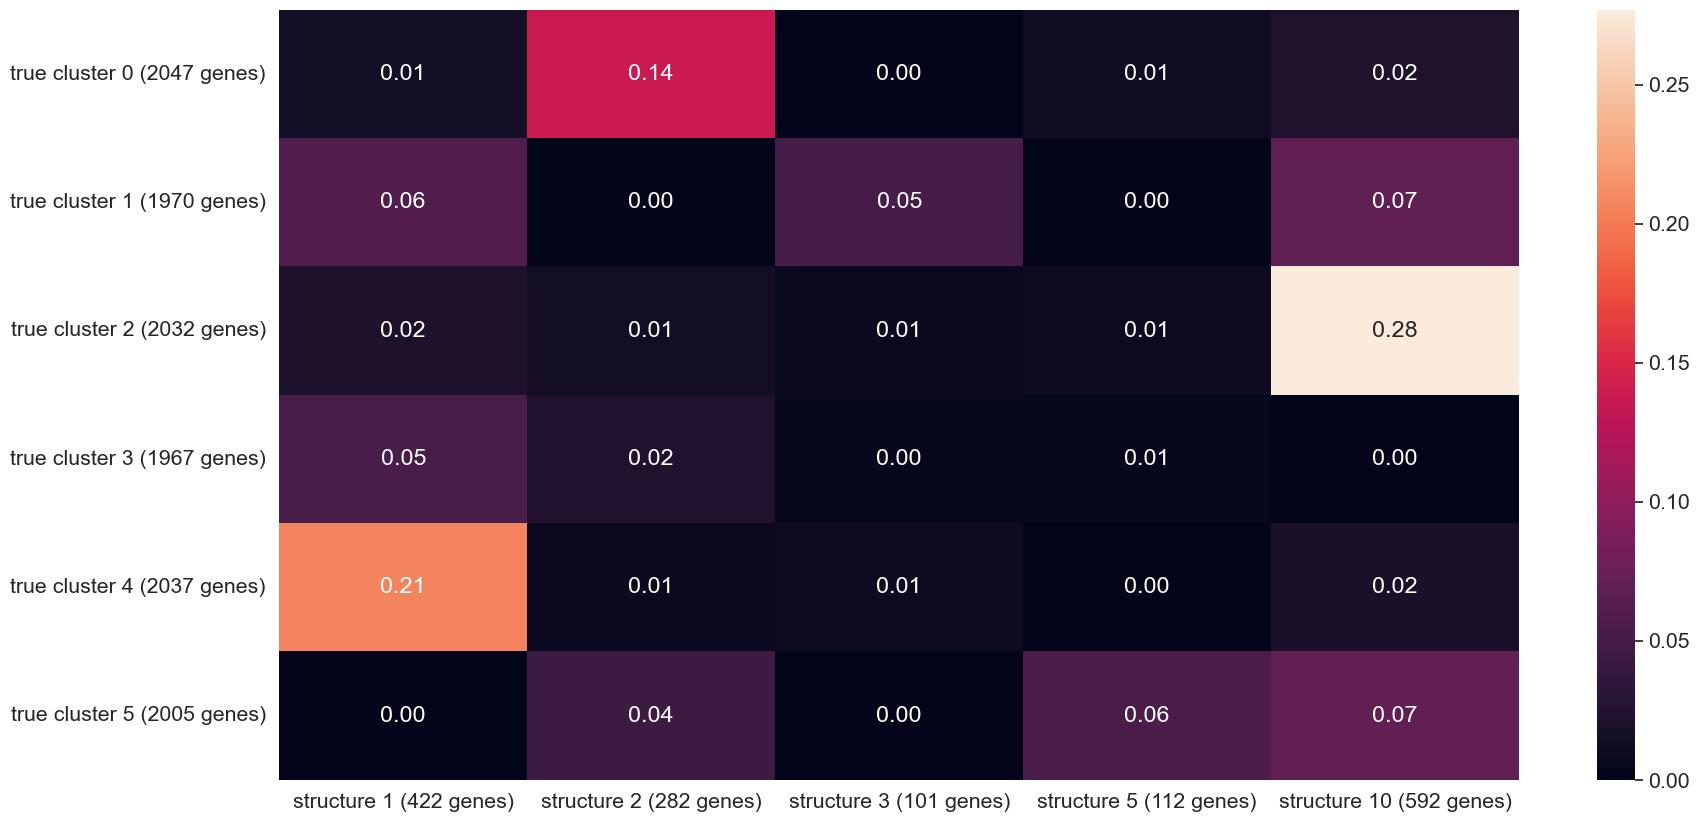 true cluster 0 (2047 genes) 0.01 0.14 0.00 0.01 0.02
0.25
true cluster 1 (1970 genes) 0.06 0.00 0.05 0.00 0.07
0.20
true cluster 2 (2032 genes) 0.02 0.01 0.01 0.01 0.28
0.15
true cluster 3 (1967 genes) 0.05 0.02 0.00 0.01 0.00
0.10
true cluster 4 (2037 genes) 0.21 0.01 0.01 0.00 0.02
0.05
true cluster 5 (2005 genes) 0.00 0.04 0.00 0.06 0.07
0.00
structure 1 (422 genes) structure 2 (282 genes) structure 3 (101 genes) structure 5 (112 genes) structure 10 (592 genes)